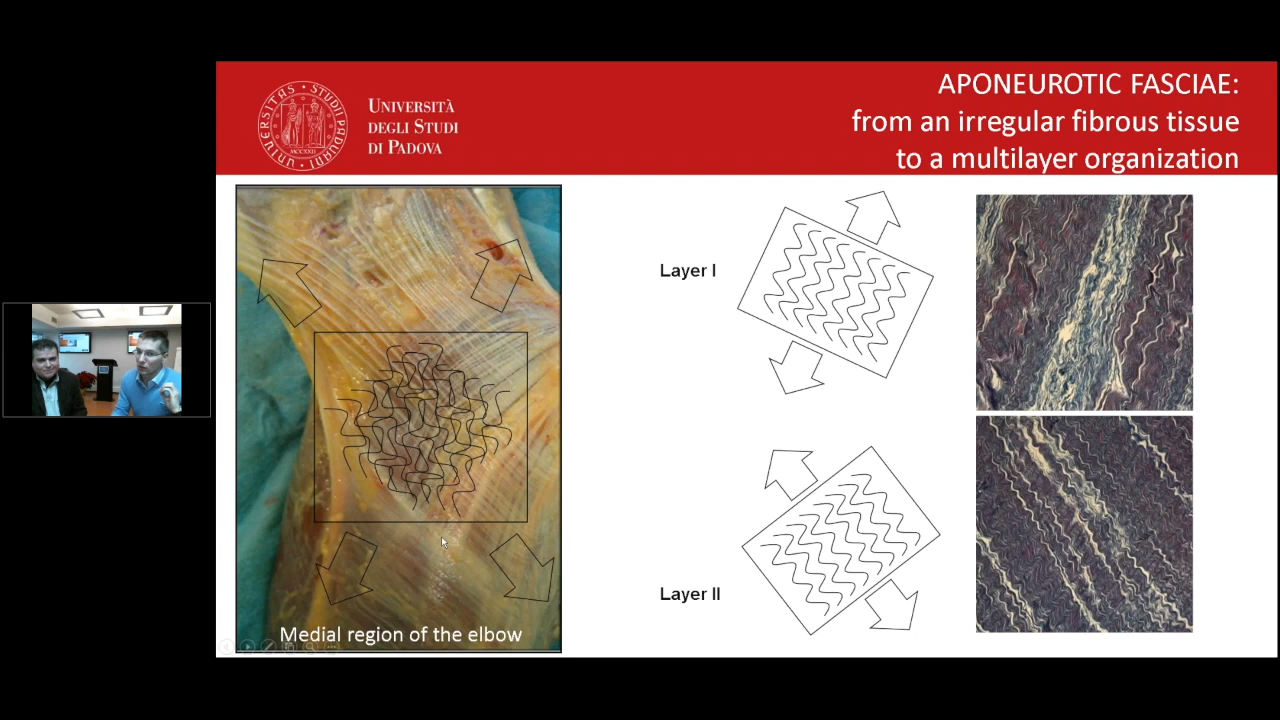 UNIVERSITÀ
DEGLI STUDI
DI PADOVA
APONEUROTIC FASCIAE:
from an irregular fibrous tissue
to a multilayer organization
Layer I
Layer II
Medial region of the elbow